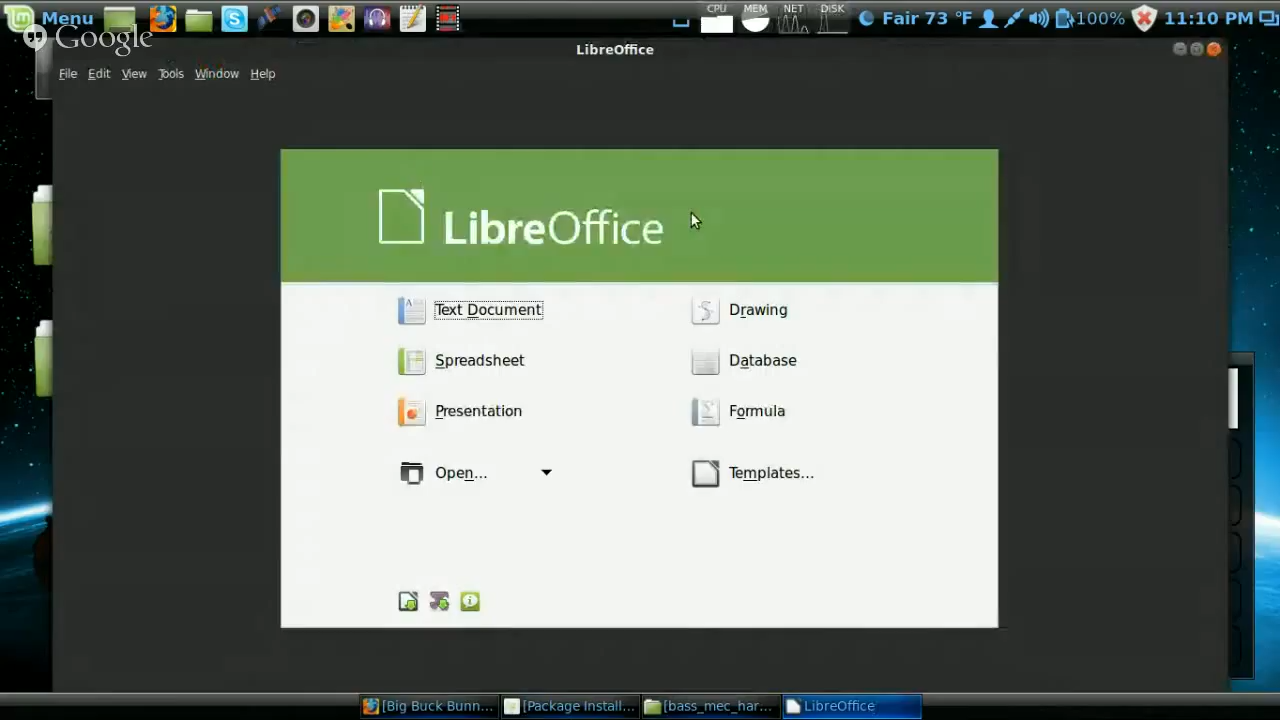 Menu
CPU MEM NET DISK
Fair 73 °F 100% 11:10 PM
Google
LibreOffice
File Edit View Tools Window Help
LibreOffice
Text Document Drawing
Spreadsheet Database
Presentation Formula
Open... Templates...
[Big Buck Bunn... [Package Install... [bass_mec_har... LibreOffice